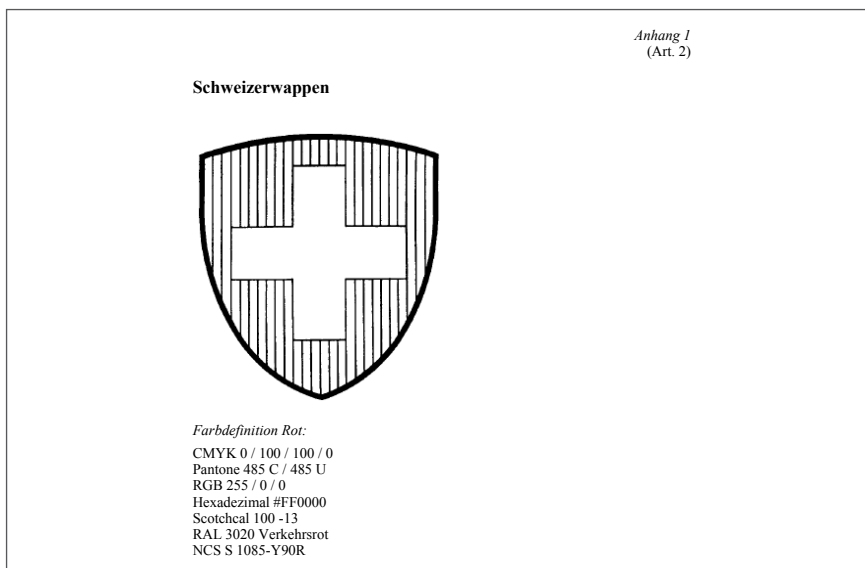 Anhang 1
(Art. 2)
Schweizerwappen
Farbdefinition Rot:
CMYK 0 / 100 / 100 / 0
Pantone 485 C / 485 U
RGB 255 / 0 / 0
Hexadezimal #FF0000
Scotchcal 100 -13
RAL 3020 Verkehrsrot
NCS S 1085-Y90R